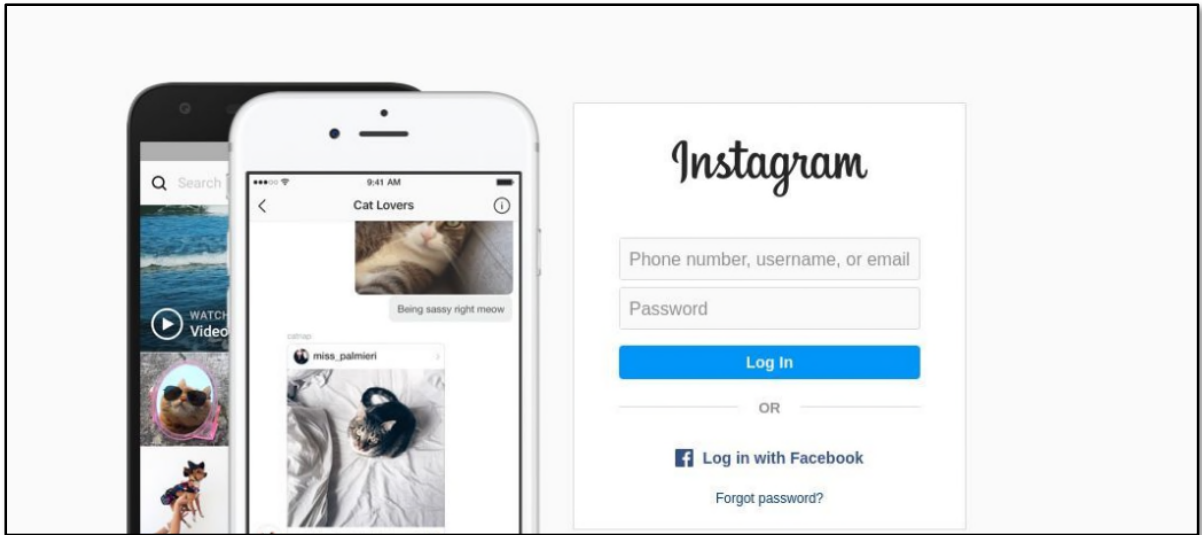 Search
WATCH
Video
9:41 AM
Cat Lovers
Being sassy right meow
miss_palmieri
Instagram
Phone number, username, or email
Password
Log In
OR
Log in with Facebook
Forgot password?